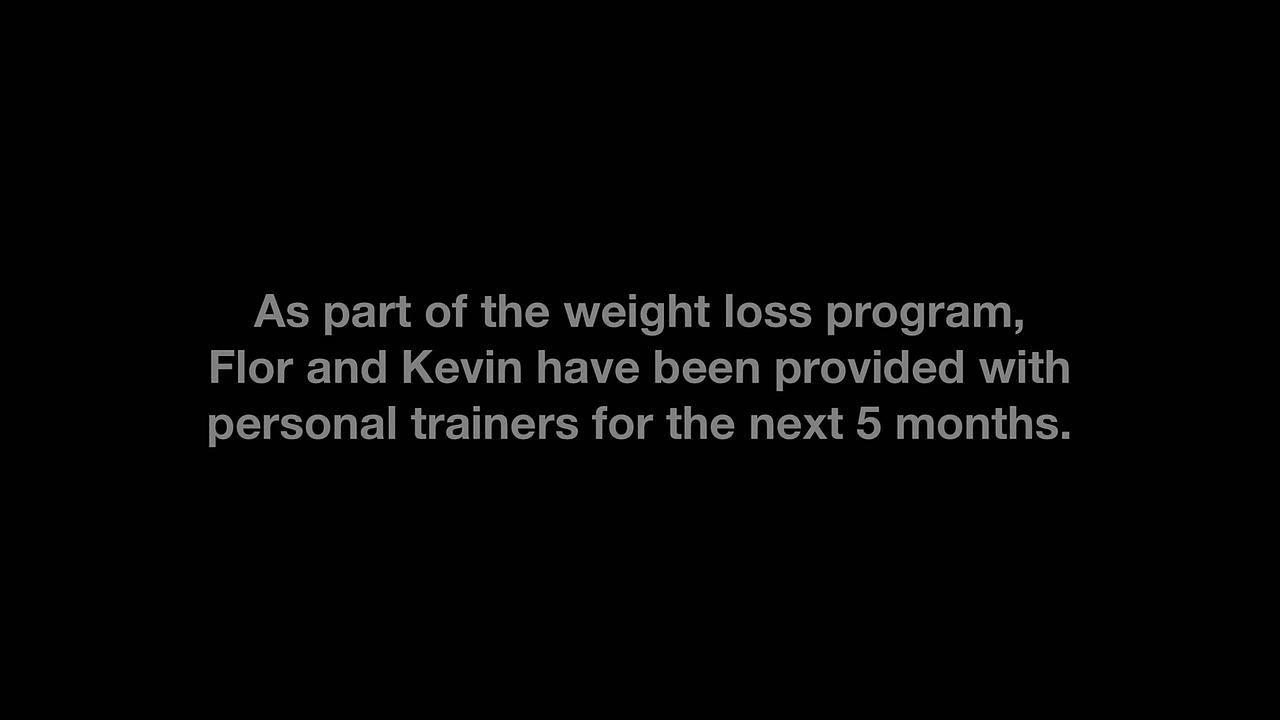 As part of the weight loss program,
Flor and Kevin have been provided with
personal trainers for the next 5 months.